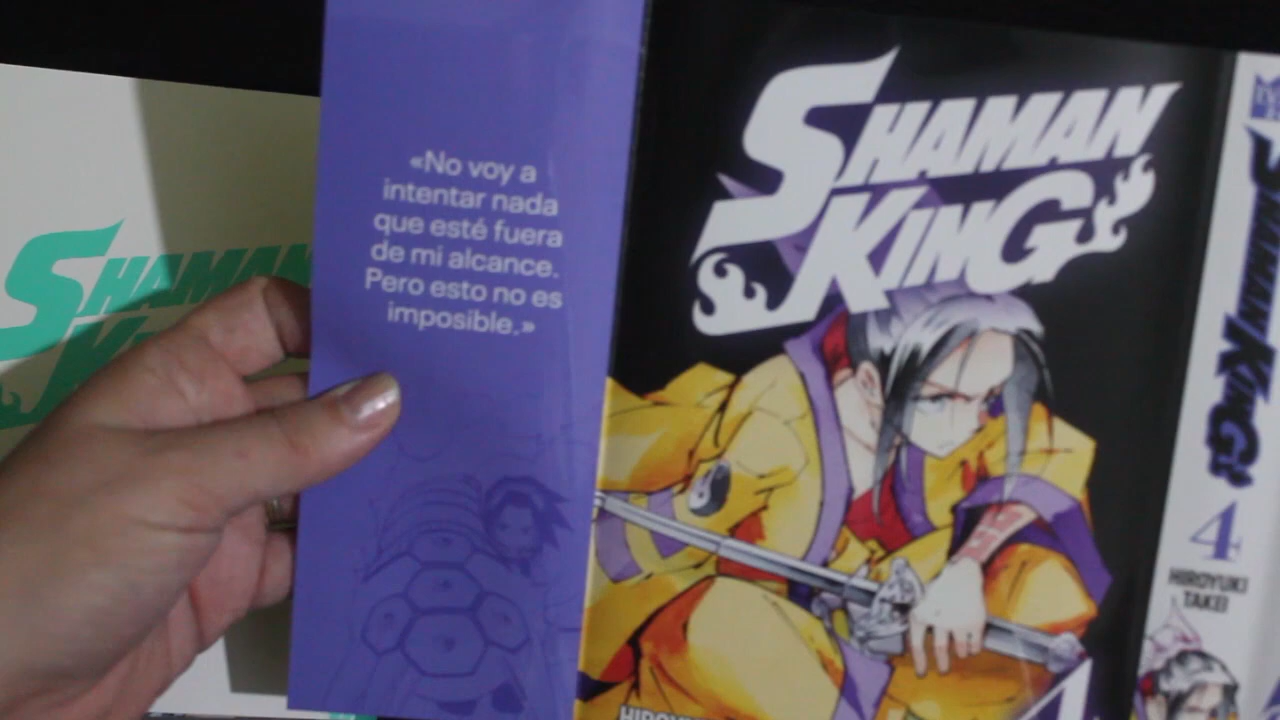 «No voy a
intentar nada
que esté fuera
de mi alcance.
Pero esto no es
imposible.»
SHAMAN
KING
SHAMAN
SHAMAN KING
4
HIROYUKI
TAKEI
HIROYU